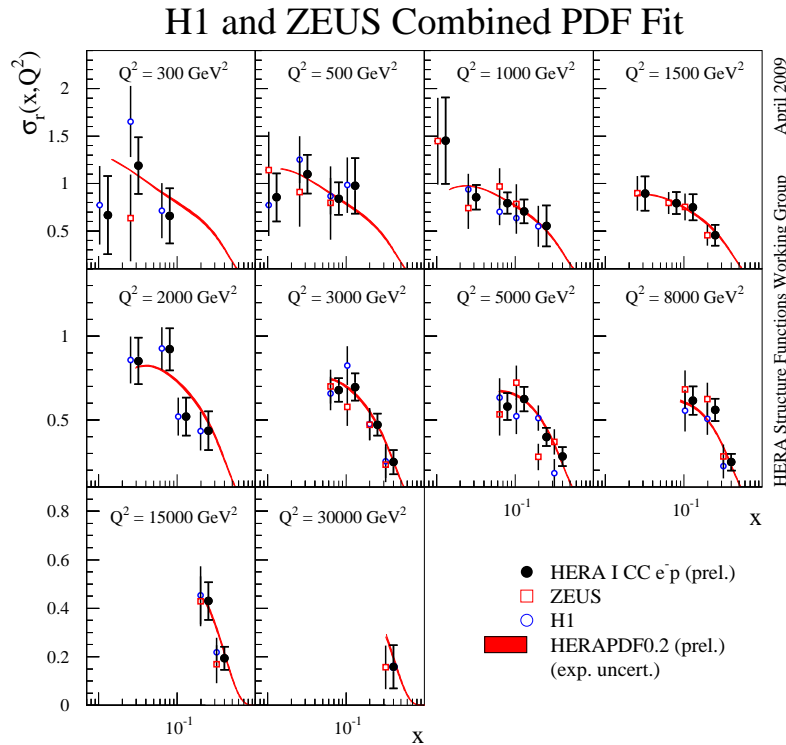 H1 and ZEUS Combined PDF Fit
σr(x,Q²)
Q² = 300 GeV²
Q² = 500 GeV²
Q² = 1000 GeV²
Q² = 1500 GeV²
2
1.5
1
0.5
Q² = 2000 GeV²
Q² = 3000 GeV²
Q² = 5000 GeV²
Q² = 8000 GeV²
1
0.5
10⁻¹
10⁻¹
x
Q² = 15000 GeV²
Q² = 30000 GeV²
0.8
0.6
0.4
0.2
0
10⁻¹
10⁻¹
x
HERA I CC e⁻p (prel.)
ZEUS
H1
HERAPDF0.2 (prel.)
(exp. uncert.)
HERA Structure Functions Working Group April 2009